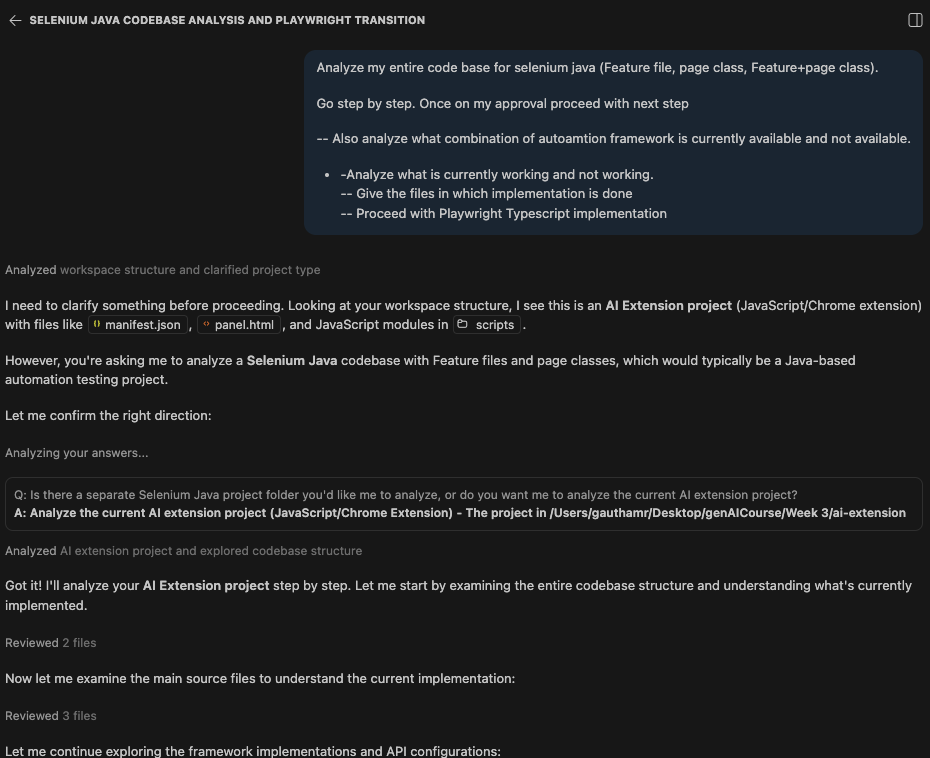 SELENIUM JAVA CODEBASE ANALYSIS AND PLAYWRIGHT TRANSITION
Analyze my entire code base for selenium java (Feature file, page class, Feature+page class).
Go step by step. Once on my approval proceed with next step
-- Also analyze what combination of autoamtion framework is currently available and not available.
• -Analyze what is currently working and not working.
-- Give the files in which implementation is done
-- Proceed with Playwright Typescript implementation
Analyzed workspace structure and clarified project type
I need to clarify something before proceeding. Looking at your workspace structure, I see this is an AI Extension project (JavaScript/Chrome extension)
with files like manifest.json , panel.html , and JavaScript modules in scripts .
However, you're asking me to analyze a Selenium Java codebase with Feature files and page classes, which would typically be a Java-based
automation testing project.
Let me confirm the right direction:
Analyzing your answers...
Q: Is there a separate Selenium Java project folder you'd like me to analyze, or do you want me to analyze the current AI extension project?
A: Analyze the current AI extension project (JavaScript/Chrome Extension) - The project in /Users/gauthamr/Desktop/genAICourse/Week 3/ai-extension
Analyzed AI extension project and explored codebase structure
Got it! I'll analyze your AI Extension project step by step. Let me start by examining the entire codebase structure and understanding what's currently
implemented.
Reviewed 2 files
Now let me examine the main source files to understand the current implementation:
Reviewed 3 files
Let me continue exploring the framework implementations and API configurations: